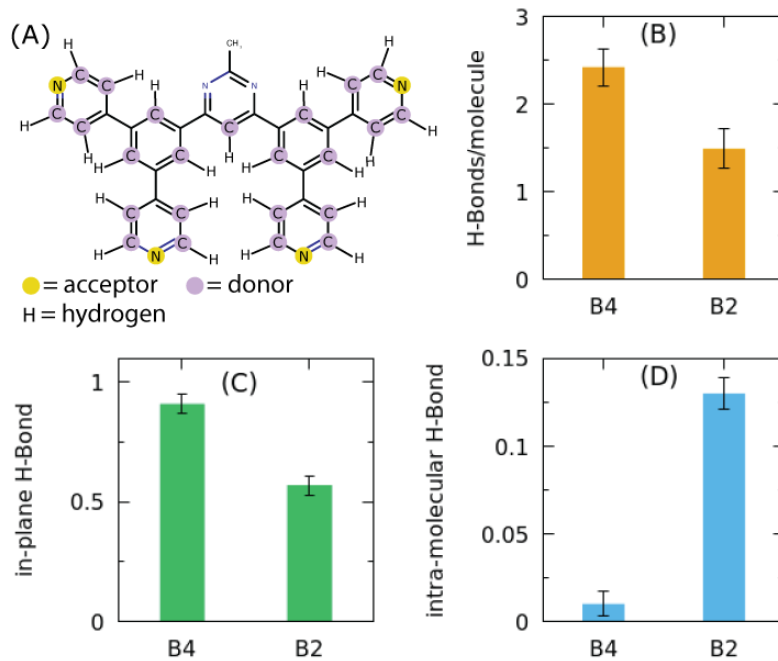 (A)
CH₃
H H H H
N C C H N N H C C N
H C C C H H C C C H
C C C C C C C
H C C H H H C C H
H H H H
C C C C
H C C H H C C H
N N
= acceptor = donor
H = hydrogen
(B)
H-Bonds/molecule
3
2
1
0
B4 B2
(C)
in-plane H-Bond
1
0.5
0
B4 B2
(D)
intra-molecular H-Bond
0.15
0.1
0.05
0
B4 B2